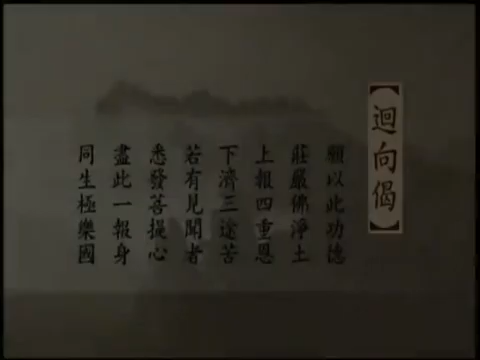 【迴向偈】
願以此功德
莊嚴佛淨土
上報四重恩
下濟三途苦
若有見聞者
悉發菩提心
盡此一報身
同生極樂國